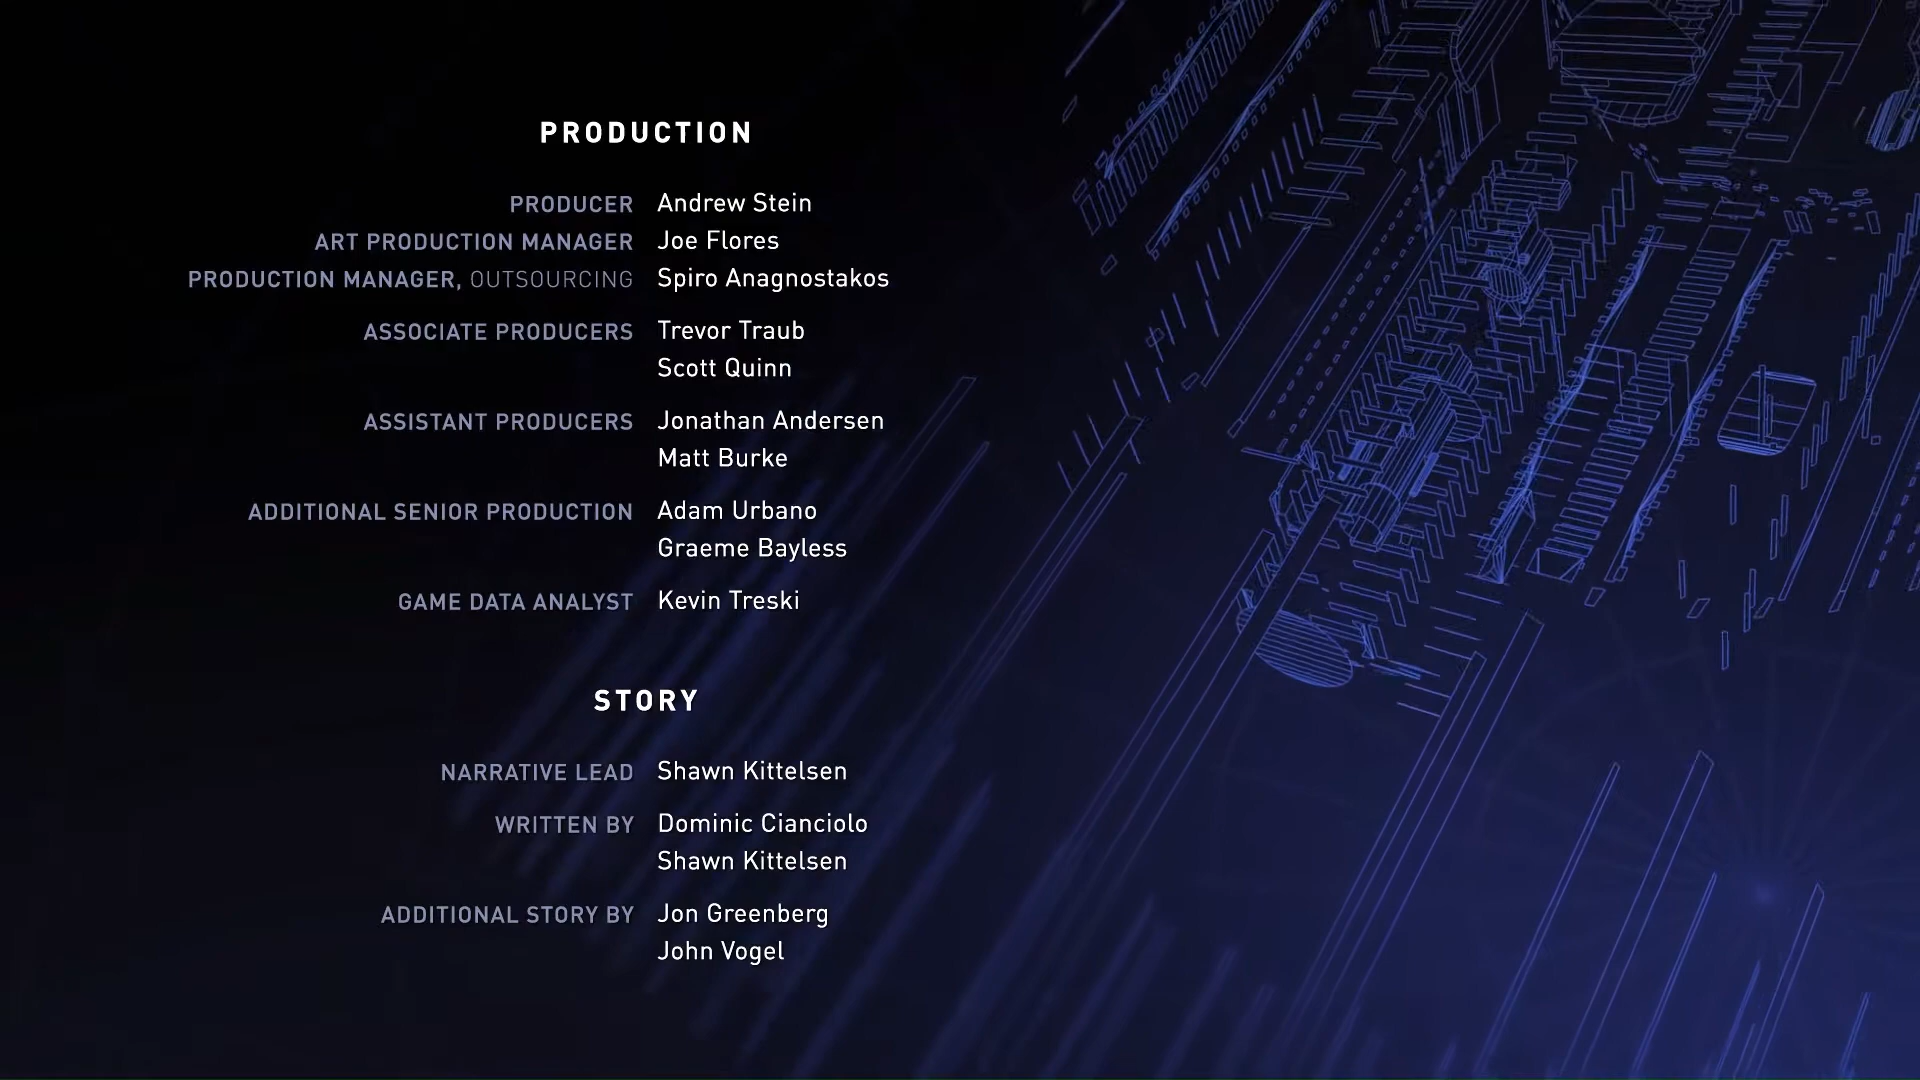 PRODUCTION
PRODUCER Andrew Stein
ART PRODUCTION MANAGER Joe Flores
PRODUCTION MANAGER, OUTSOURCING Spiro Anagnostakos
ASSOCIATE PRODUCERS Trevor Traub
Scott Quinn
ASSISTANT PRODUCERS Jonathan Andersen
Matt Burke
ADDITIONAL SENIOR PRODUCTION Adam Urbano
Graeme Bayless
GAME DATA ANALYST Kevin Treski
STORY
NARRATIVE LEAD Shawn Kittelsen
WRITTEN BY Dominic Cianciolo
Shawn Kittelsen
ADDITIONAL STORY BY Jon Greenberg
John Vogel